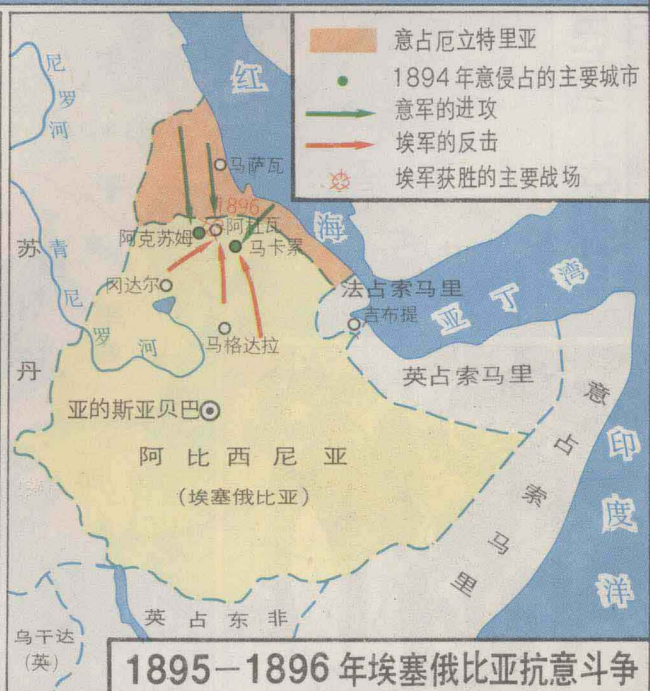 意占厄立特里亚
1894年意侵占的主要城市
意军的进攻
埃军的反击
埃军获胜的主要战场
尼罗河
红海
马萨瓦
1896
阿杜瓦
阿克苏姆
马卡累
苏丹
青尼罗河
冈达尔
法占索马里
亚丁湾
吉布提
马格达拉
英占索马里
亚的斯亚贝巴
意占索马里
阿比西尼亚
(埃塞俄比亚)
印度洋
英占东非
乌干达
(英)
1895-1896年埃塞俄比亚抗意斗争